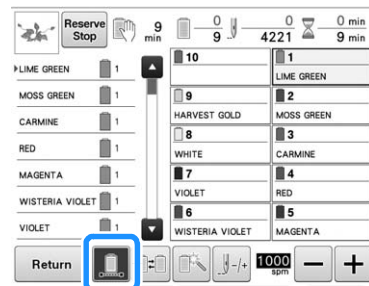 Reserve Stop
9 min
0 9
0 4221
0 min 9 min
LIME GREEN 1
MOSS GREEN 1
CARMINE 1
RED 1
MAGENTA 1
WISTERIA VIOLET 1
VIOLET 1
10
1 LIME GREEN
9 HARVEST GOLD
2 MOSS GREEN
8 WHITE
3 CARMINE
7 VIOLET
4 RED
6 WISTERIA VIOLET
5 MAGENTA
Return
-/+
1000 spm
− +